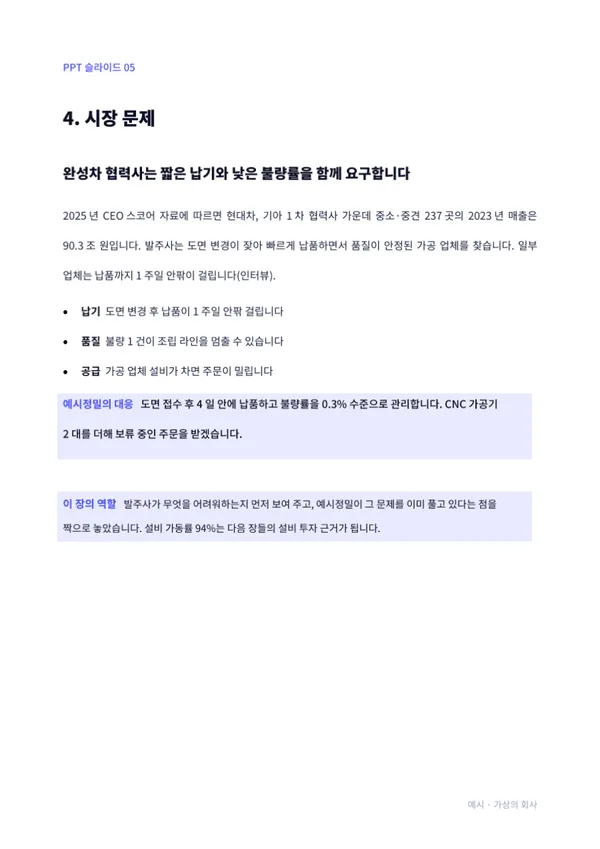 PPT 슬라이드 05
4. 시장 문제
완성차 협력사는 짧은 납기와 낮은 불량률을 함께 요구합니다
2025년 CEO스코어 자료에 따르면 현대차, 기아 1차 협력사 가운데 중소·중견 237곳의 2023년 매출은
90.3조 원입니다. 발주사는 도면 변경이 잦아 빠르게 납품하면서 품질이 안정된 가공 업체를 찾습니다. 일부
업체는 납품까지 1주일 안팎이 걸립니다(인터뷰).
• 납기 도면 변경 후 납품이 1주일 안팎 걸립니다
• 품질 불량 1건이 조립 라인을 멈출 수 있습니다
• 공급 가공 업체 설비가 차면 주문이 밀립니다
예시정밀의 대응 도면 접수 후 4일 안에 납품하고 불량률을 0.3% 수준으로 관리합니다. CNC 가공기
2대를 더해 보류 중인 주문을 받겠습니다.
이 장의 역할 발주사가 무엇을 어려워하는지 먼저 보여 주고, 예시정밀이 그 문제를 이미 풀고 있다는 점을
짝으로 놓았습니다. 설비 가동률 94%는 다음 장들의 설비 투자 근거가 됩니다.
예시 · 가상의 회사